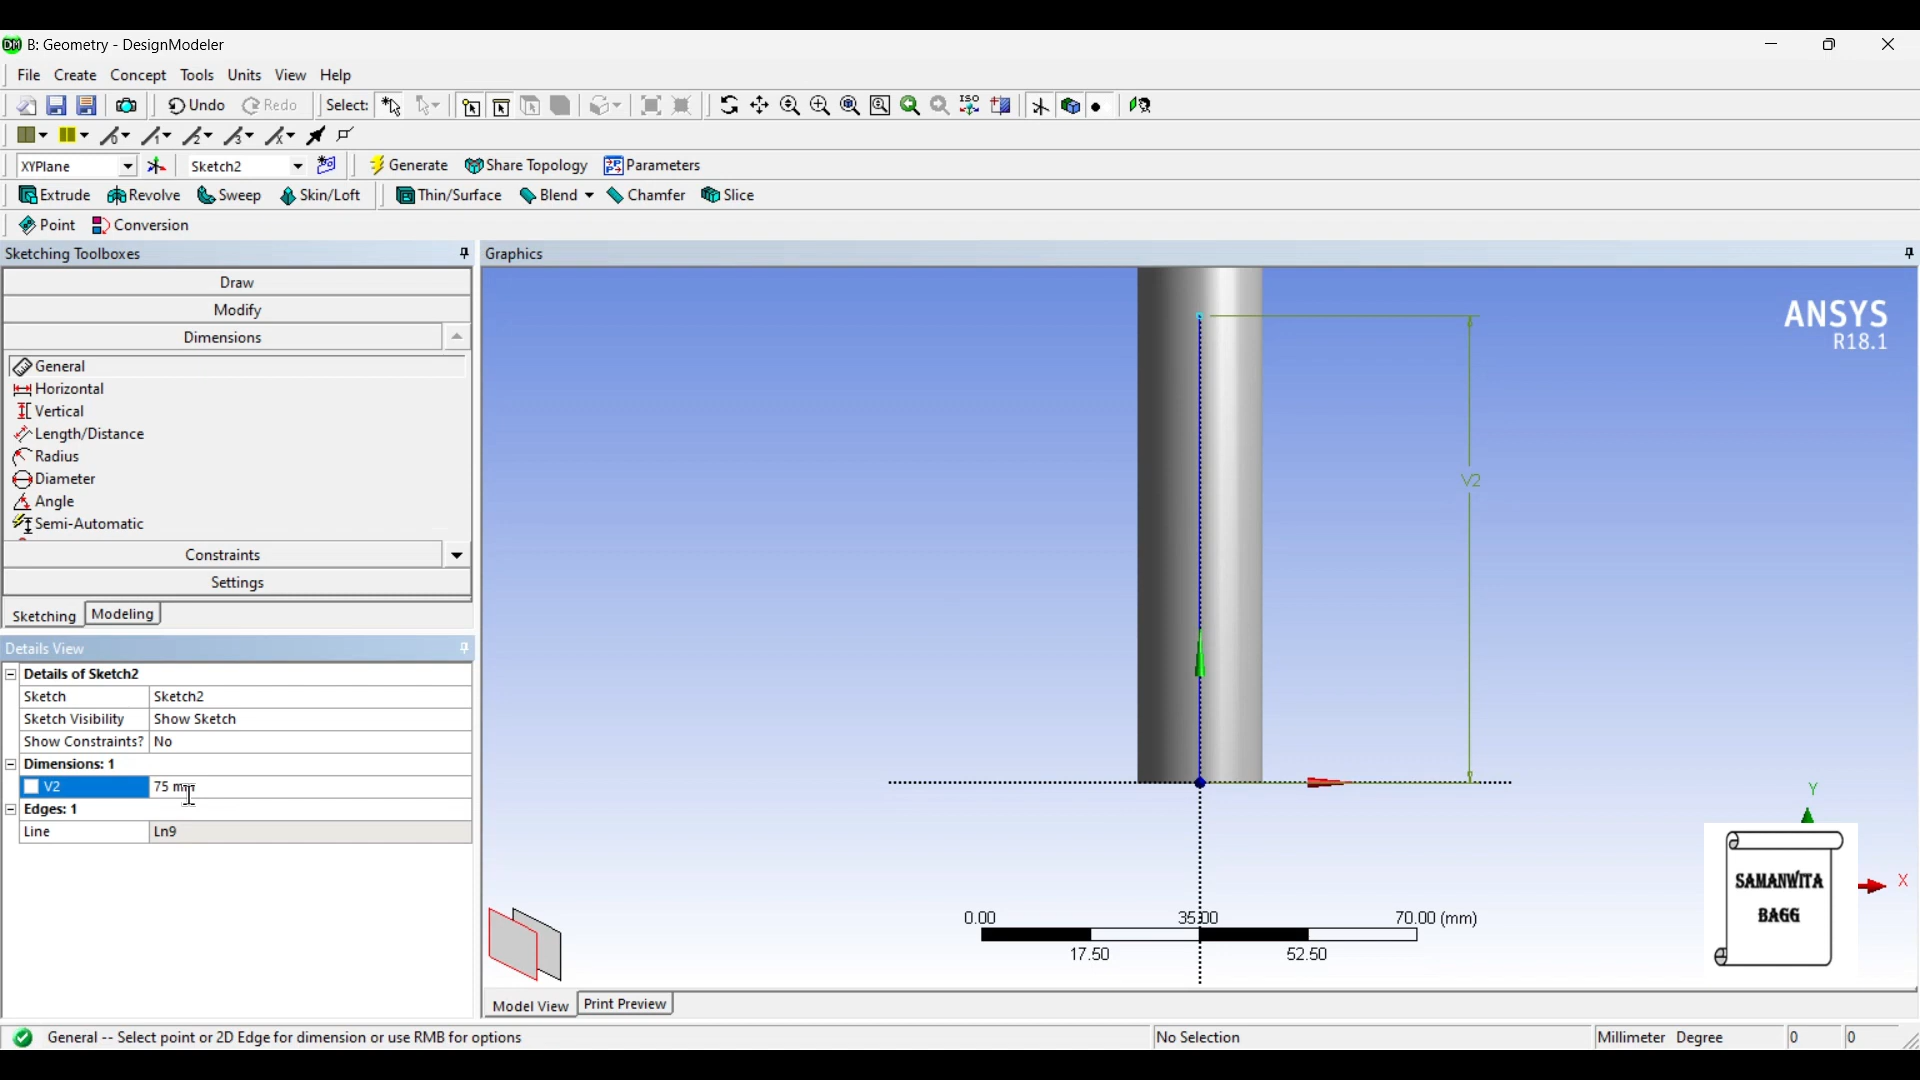 B: Geometry - DesignModeler
File Create Concept Tools Units View Help
Undo Redo Select: ISO
XYPlane Sketch2 Generate Share Topology Parameters
Extrude Revolve Sweep Skin/Loft Thin/Surface Blend Chamfer Slice
Point Conversion
Sketching Toolboxes
Draw
Modify
Dimensions
General
Horizontal
Vertical
Length/Distance
Radius
Diameter
Angle
Semi-Automatic
Constraints
Settings
Sketching Modeling
Details View
Details of Sketch2
Sketch Sketch2
Sketch Visibility Show Sketch
Show Constraints? No
Dimensions: 1
V2 75 mm
Edges: 1
Line Ln9
Graphics
ANSYS
R18.1
V2
Y
X
SAMANWITA
BAGG
0.00 35.00 70.00 (mm)
17.50 52.50
Model View Print Preview
General -- Select point or 2D Edge for dimension or use RMB for options No Selection Millimeter Degree 0 0